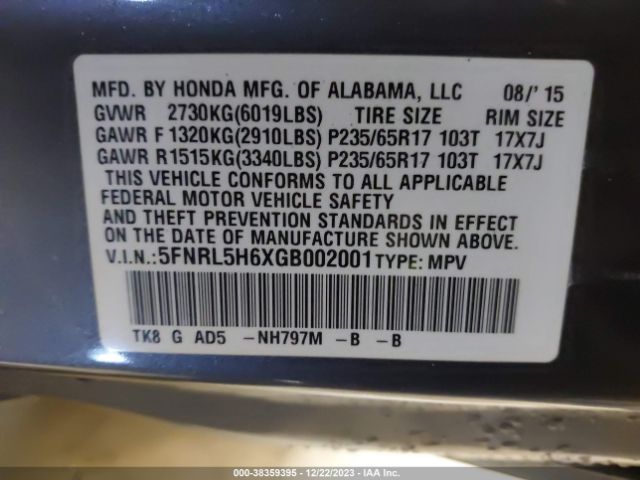 MFD. BY HONDA MFG. OF ALABAMA, LLC 08/' 15
GVWR 2730KG(6019LBS) TIRE SIZE RIM SIZE
GAWR F 1320KG(2910LBS) P235/65R17 103T 17X7J
GAWR R1515KG(3340LBS) P235/65R17 103T 17X7J
THIS VEHICLE CONFORMS TO ALL APPLICABLE
FEDERAL MOTOR VEHICLE SAFETY
AND THEFT PREVENTION STANDARDS IN EFFECT
ON THE DATE OF MANUFACTURE SHOWN ABOVE.
V.I.N.: 5FNRL5H6XGB002001 TYPE: MPV
TK8 G AD5 -NH797M -B -B
000-38359395 - 12/22/2023 - IAA Inc.